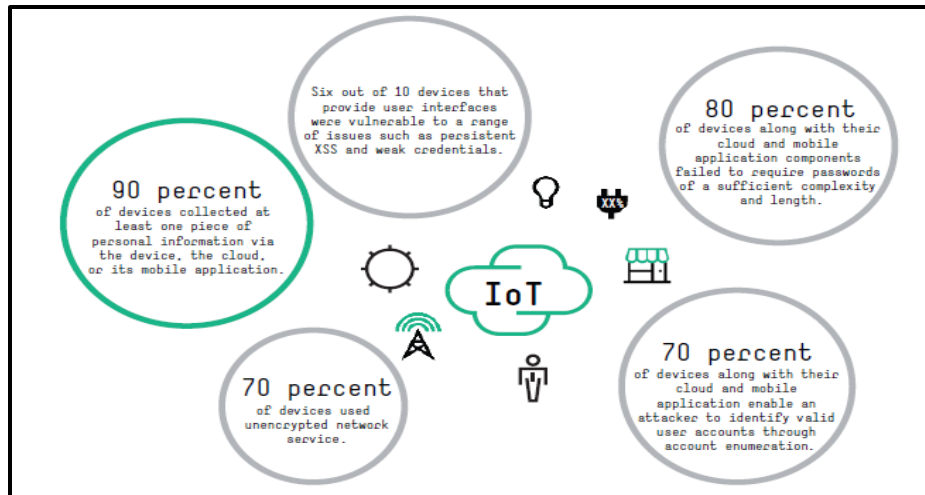 Six out of 10 devices that
provide user interfaces
were vulnerable to a range
of issues such as persistent
XSS and weak credentials.
80 percent
of devices along with their
cloud and mobile
application components
failed to require passwords
of a sufficient complexity
and length.
90 percent
of devices collected at
least one piece of
personal information via
the device, the cloud,
or its mobile application.
XX%
IoT
70 percent
of devices used
unencrypted network
service.
70 percent
of devices along with their
cloud and mobile
application enable an
attacker to identify valid
user accounts through
account enumeration.